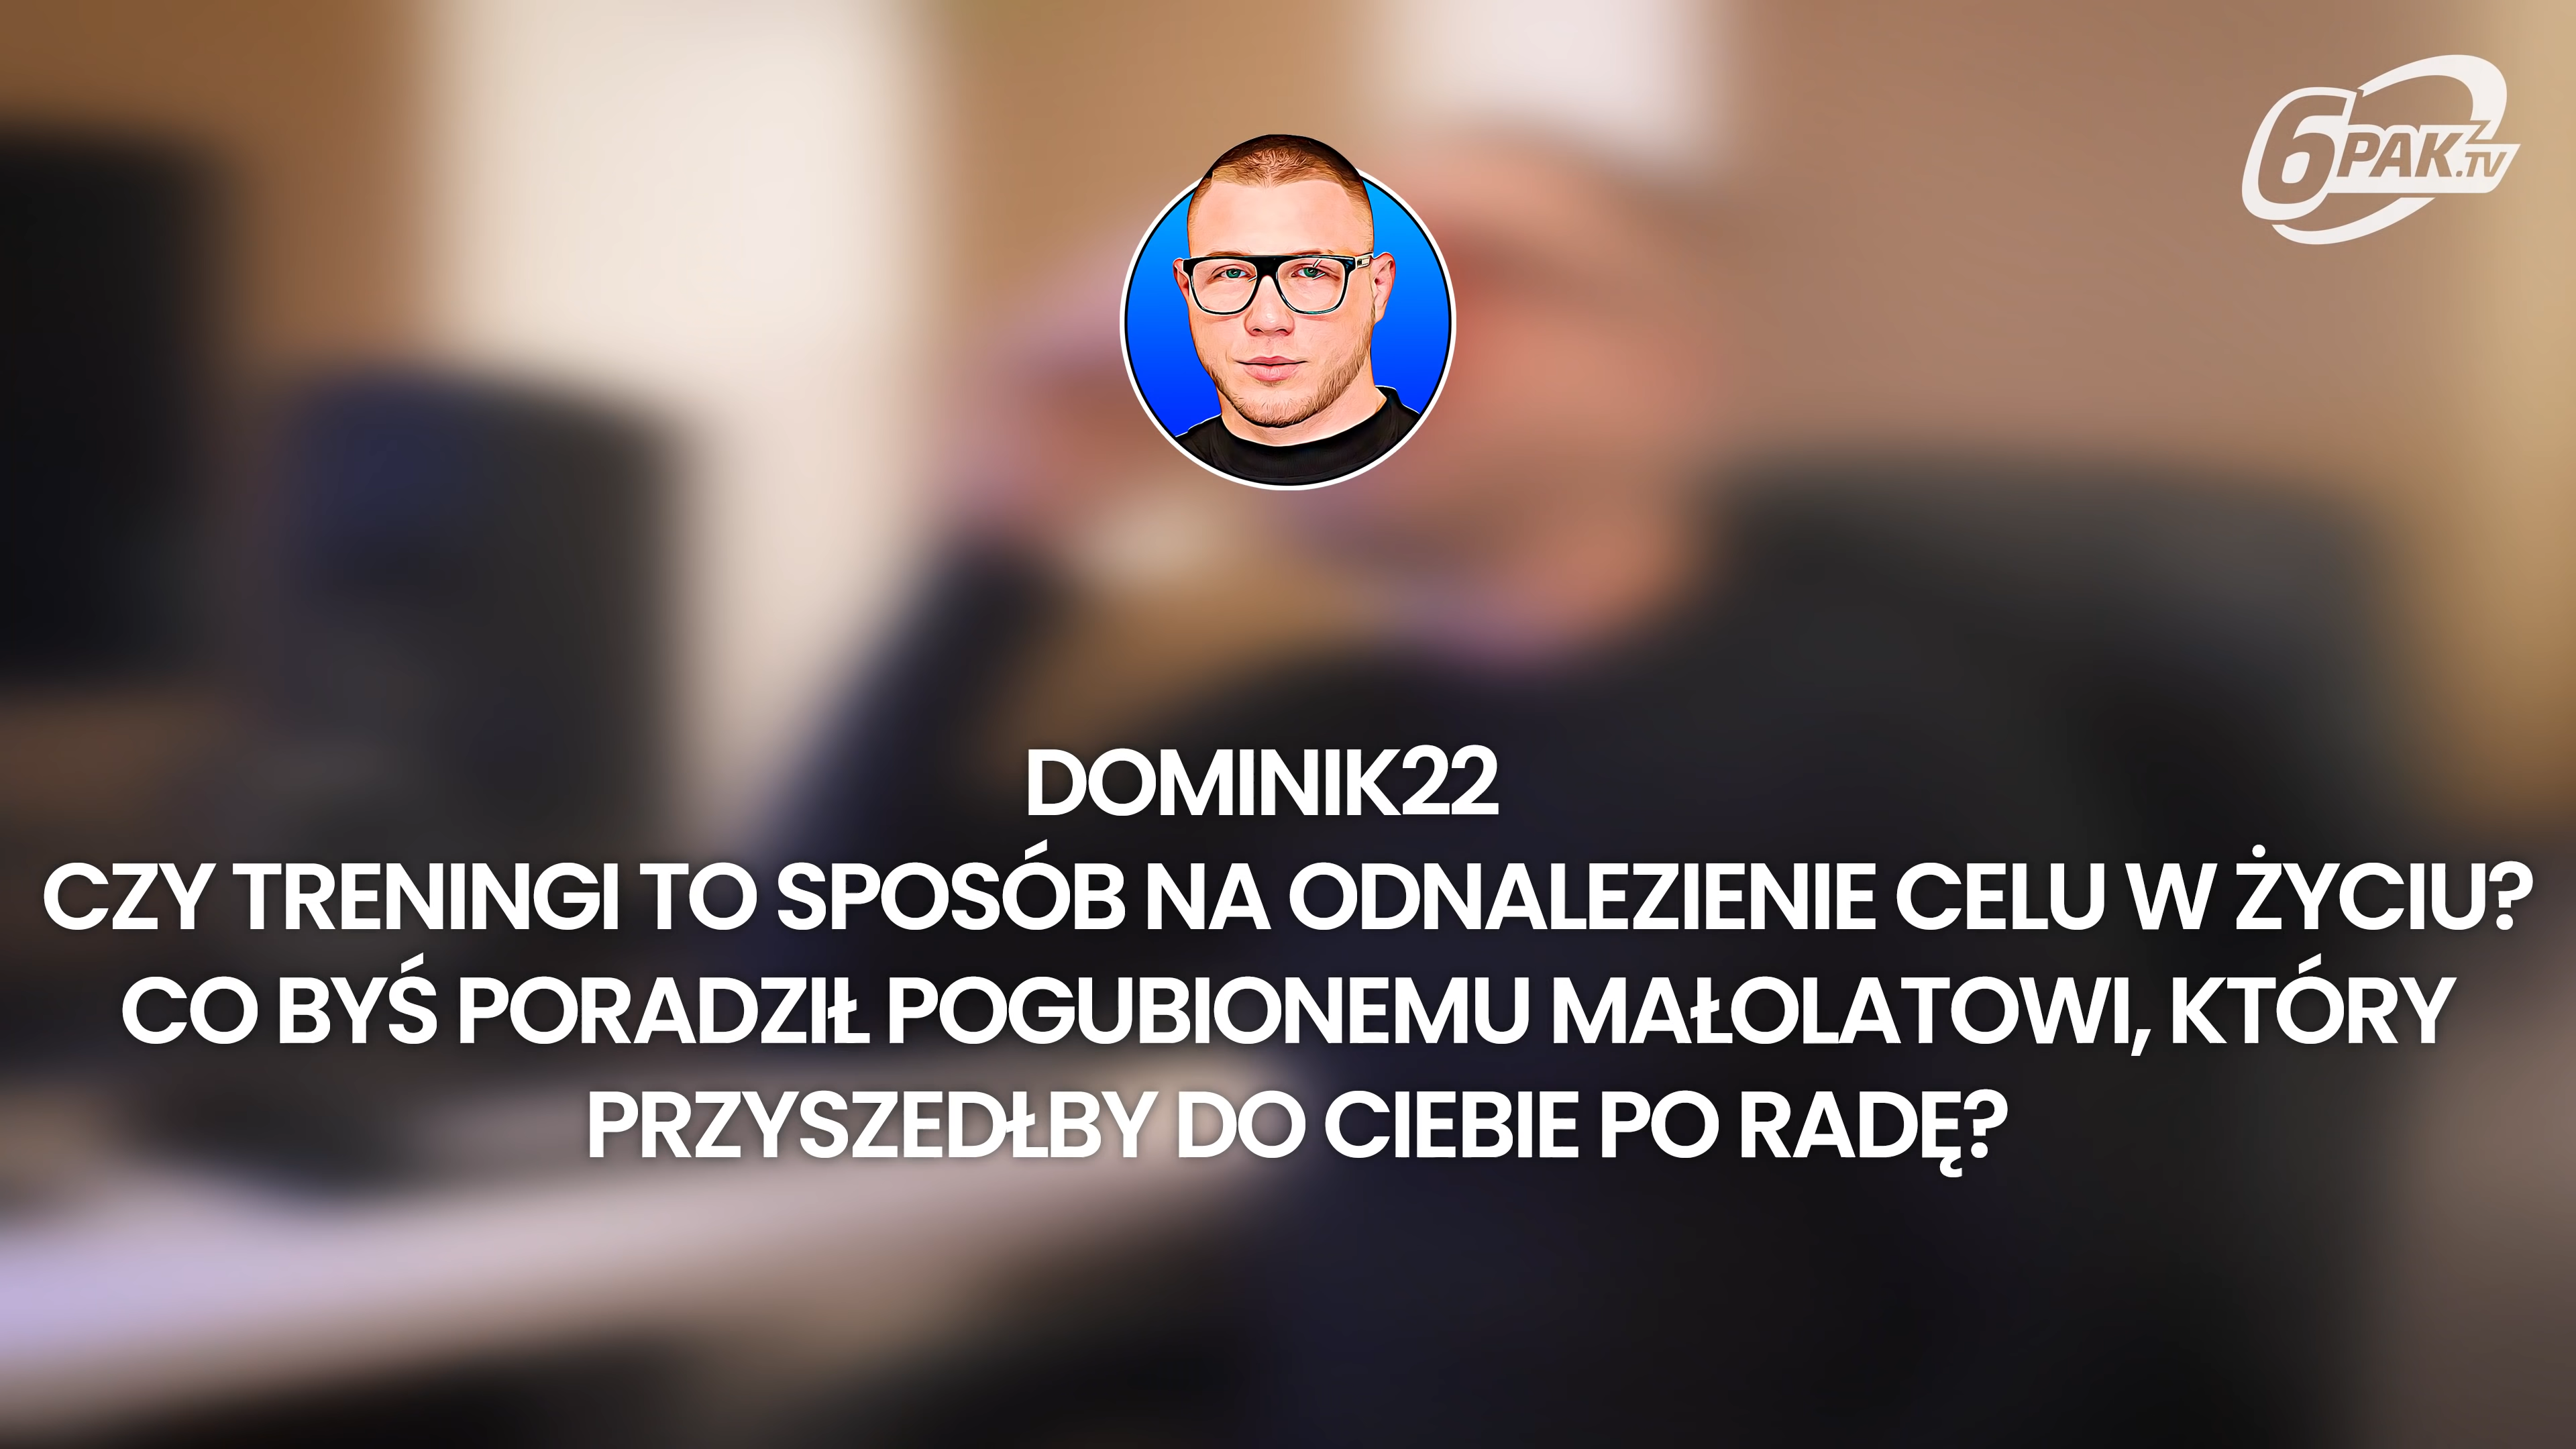 6PAK.TV
DOMINIK22
CZY TRENINGI TO SPOSÓB NA ODNALEZIENIE CELU W ŻYCIU?
CO BYŚ PORADZIŁ POGUBIONEMU MAŁOLATOWI, KTÓRY
PRZYSZEDŁBY DO CIEBIE PO RADĘ?